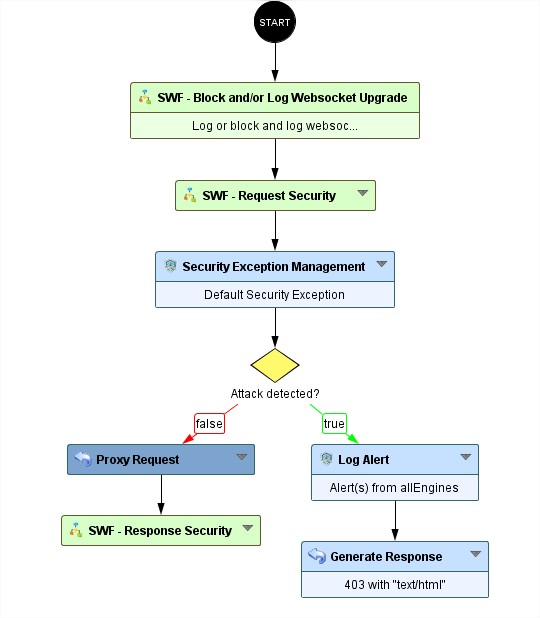 START
SWF - Block and/or Log Websocket Upgrade
Log or block and log websoc...
SWF - Request Security
Security Exception Management
Default Security Exception
Attack detected?
false
true
Proxy Request
Log Alert
Alert(s) from allEngines
SWF - Response Security
Generate Response
403 with "text/html"